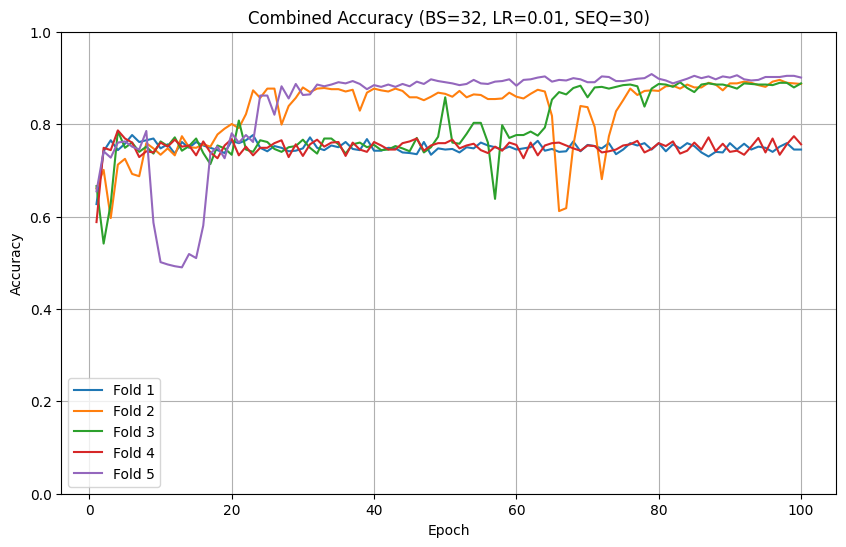 Combined Accuracy (BS=32, LR=0.01, SEQ=30)
1.0
0.8
0.6
0.4
0.2
0.0
Accuracy
Fold 1
Fold 2
Fold 3
Fold 4
Fold 5
0 20 40 60 80 100
Epoch